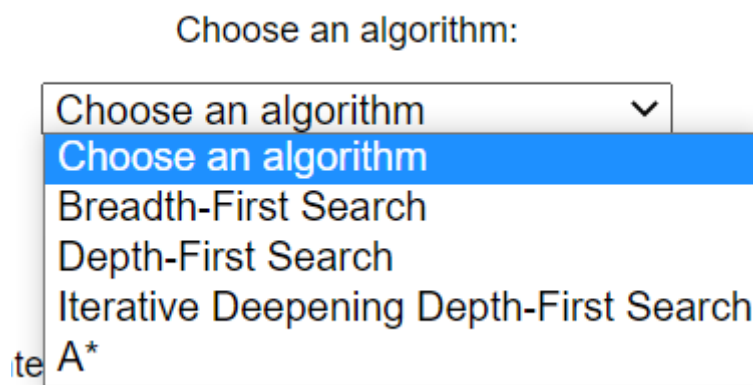 Choose an algorithm:
Choose an algorithm
Choose an algorithm
Breadth-First Search
Depth-First Search
Iterative Deepening Depth-First Search
te A*